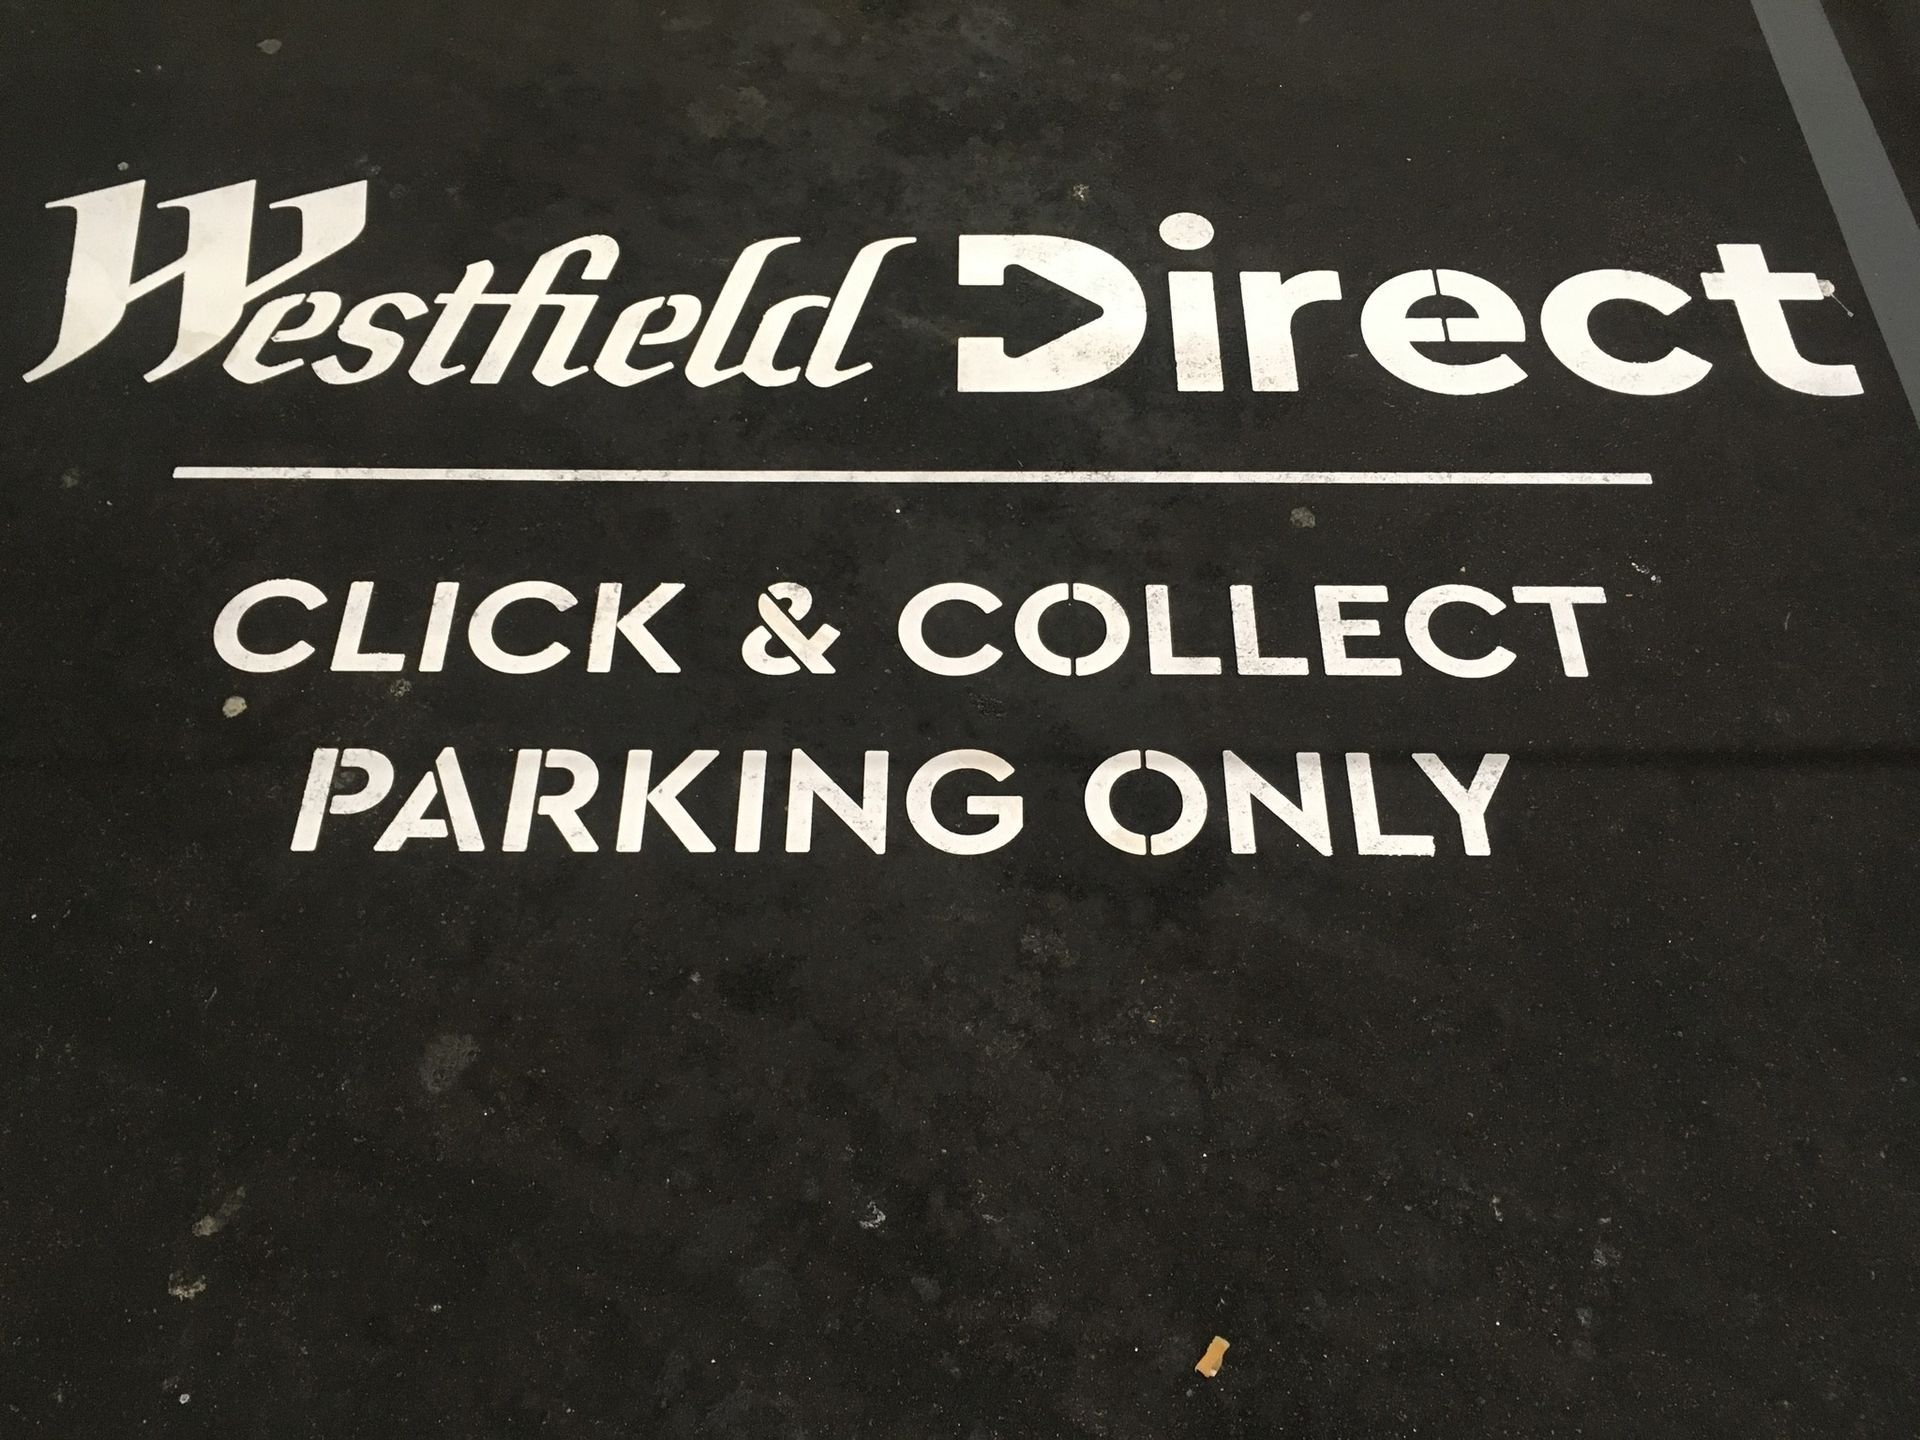 Westfield Direct
CLICK & COLLECT
PARKING ONLY